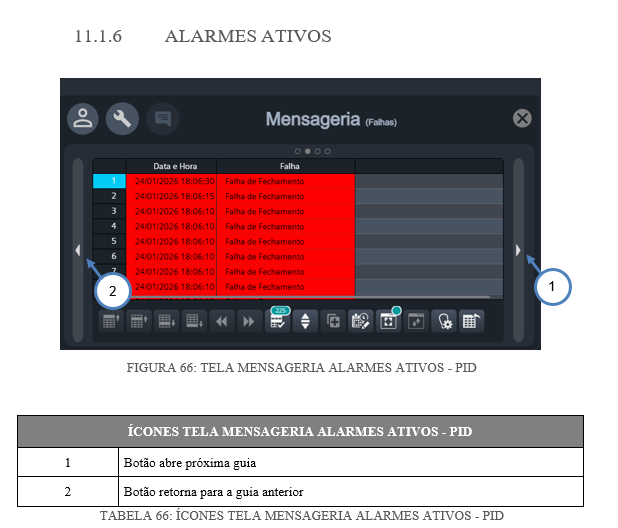 11.1.6 ALARMES ATIVOS
Mensageria (Falhas)
Data e Hora Falha
1 24/01/2026 18:06:30 Falha de Fechamento
2 24/01/2026 18:06:15 Falha de Fechamento
3 24/01/2026 18:06:10 Falha de Fechamento
4 24/01/2026 18:06:10 Falha de Fechamento
5 24/01/2026 18:06:10 Falha de Fechamento
6 24/01/2026 18:06:10 Falha de Fechamento
7 24/01/2026 18:06:10 Falha de Fechamento
24/01/2026 18:06:10 Falha de Fechamento
2
1
225
FIGURA 66: TELA MENSAGERIA ALARMES ATIVOS - PID
ÍCONES TELA MENSAGERIA ALARMES ATIVOS - PID
1 Botão abre próxima guia
2 Botão retorna para a guia anterior
TABELA 66: ÍCONES TELA MENSAGERIA ALARMES ATIVOS - PID